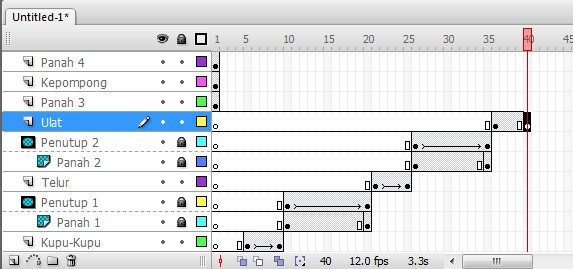 Untitled-1*
1 5 10 15 20 25 30 35 40 45
Panah 4
Kepompong
Panah 3
Ulat
Penutup 2
Panah 2
Telur
Penutup 1
Panah 1
Kupu-Kupu
40 12.0 fps 3.3s